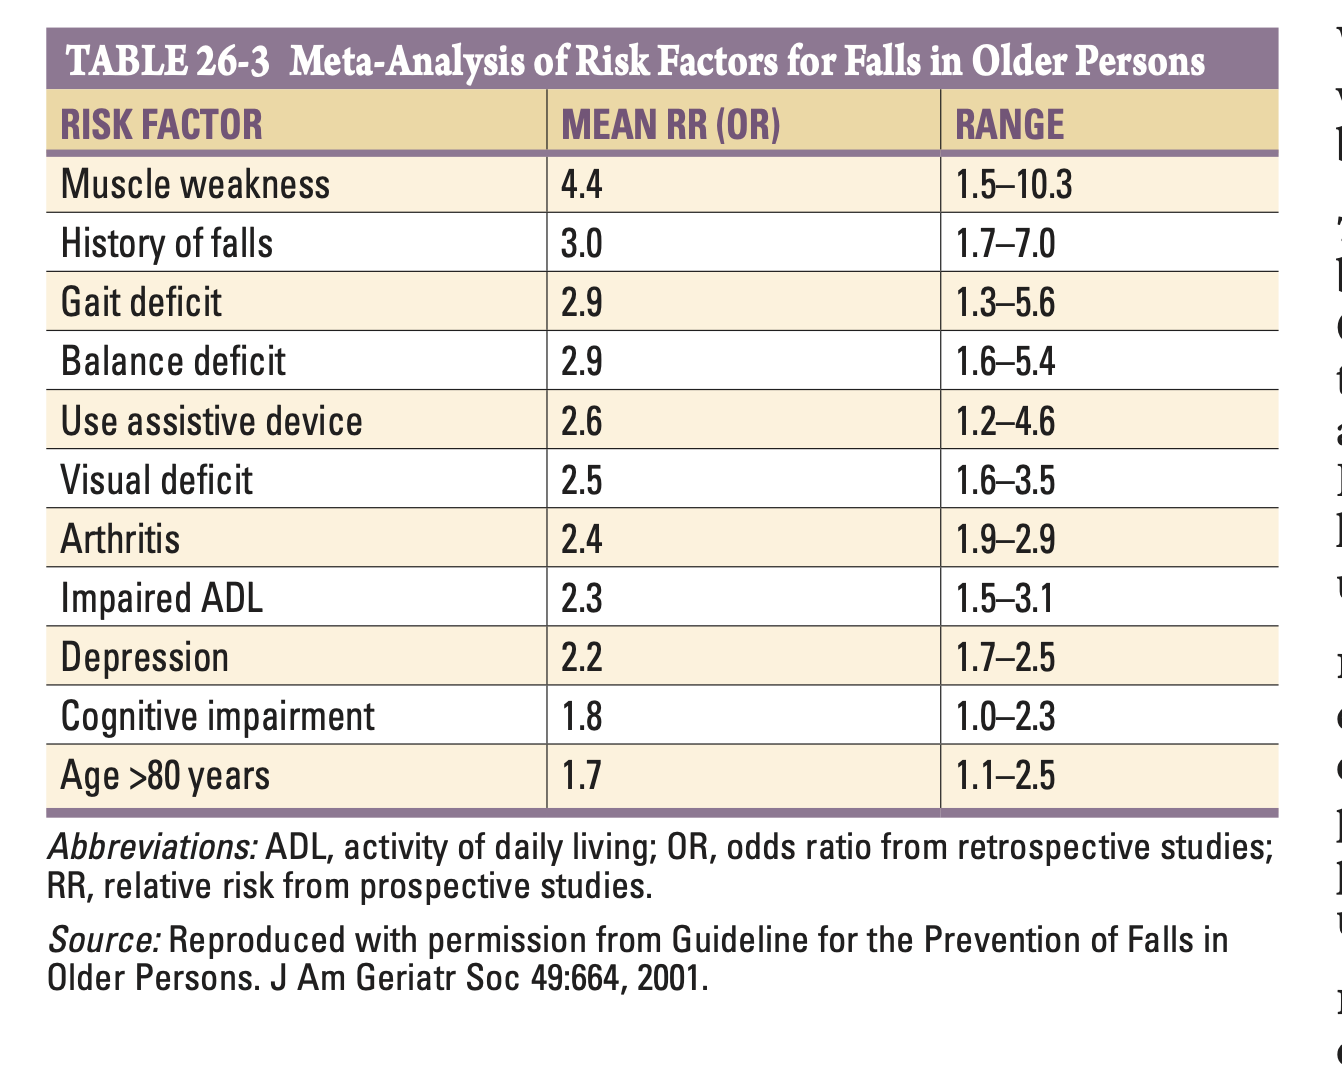 TABLE 26-3 Meta-Analysis of Risk Factors for Falls in Older Persons
RISK FACTOR MEAN RR (OR) RANGE
Muscle weakness 4.4 1.5–10.3
History of falls 3.0 1.7–7.0
Gait deficit 2.9 1.3–5.6
Balance deficit 2.9 1.6–5.4
Use assistive device 2.6 1.2–4.6
Visual deficit 2.5 1.6–3.5
Arthritis 2.4 1.9–2.9
Impaired ADL 2.3 1.5–3.1
Depression 2.2 1.7–2.5
Cognitive impairment 1.8 1.0–2.3
Age >80 years 1.7 1.1–2.5
Abbreviations: ADL, activity of daily living; OR, odds ratio from retrospective studies;
RR, relative risk from prospective studies.
Source: Reproduced with permission from Guideline for the Prevention of Falls in
Older Persons. J Am Geriatr Soc 49:664, 2001.